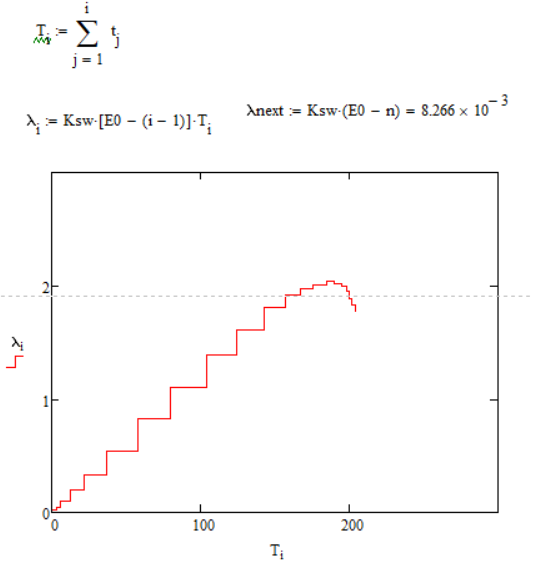 T_i := ∑_{j = 1}^{i} t_j
λ_i := Ksw·[E0 − (i − 1)]·T_i
λnext := Ksw·(E0 − n) = 8.266 × 10^{−3}
2
λ_i
1
0
0 100 200
T_i